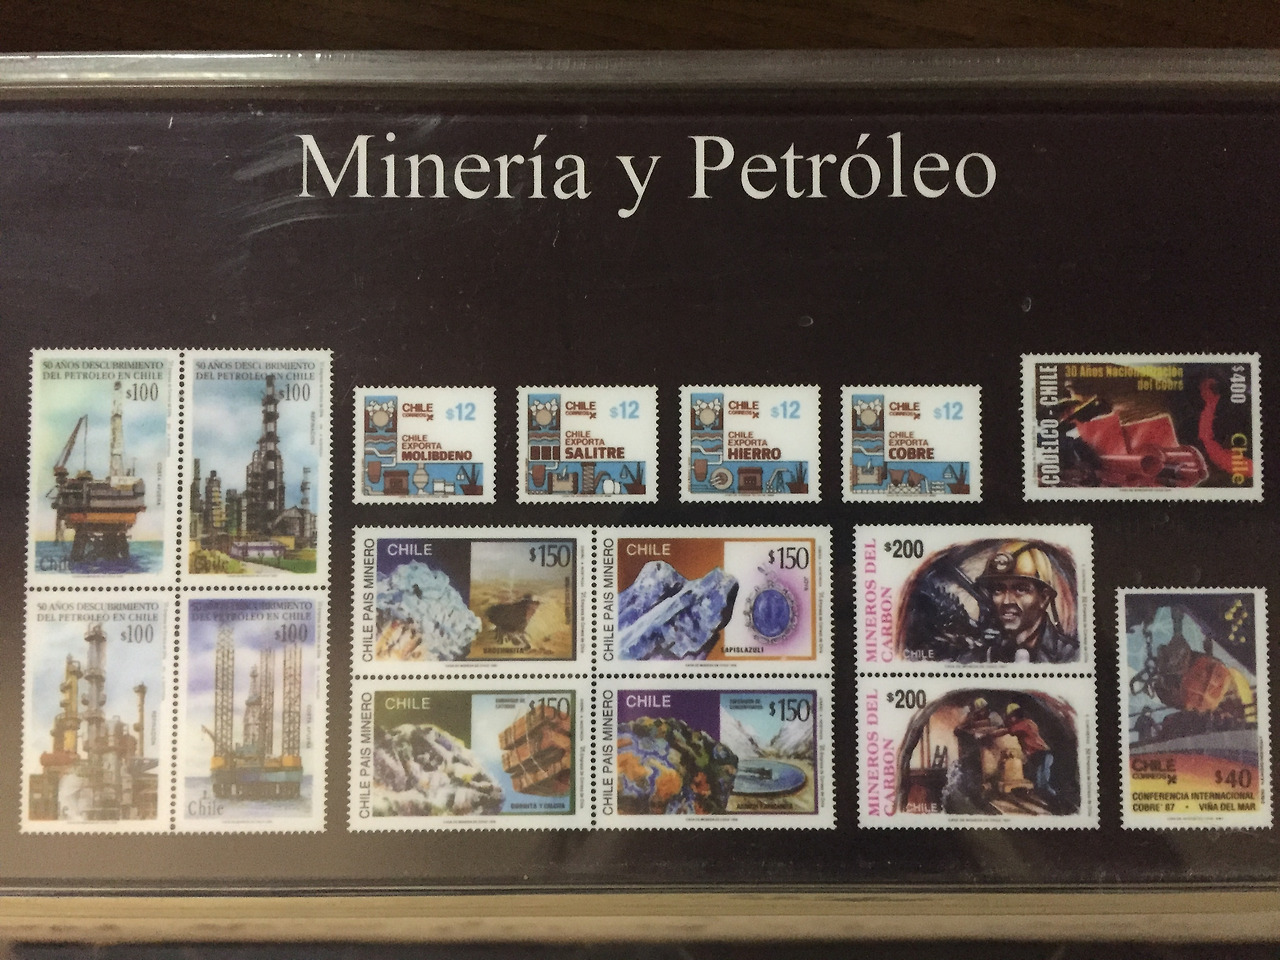 Minería y Petróleo
50 AÑOS DESCUBRIMIENTO
DEL PETROLEO EN CHILE
$100
Chile
50 AÑOS DESCUBRIMIENTO
DEL PETROLEO EN CHILE
$100
Chile
50 AÑOS DESCUBRIMIENTO
DEL PETROLEO EN CHILE
$100
50 AÑOS DESCUBRIMIENTO
DEL PETROLEO EN CHILE
$100
Chile
CHILE
CORREOS
$12
CHILE
EXPORTA
MOLIBDENO
CHILE
CORREOS
$12
CHILE
EXPORTA
SALITRE
CHILE
CORREOS
$12
CHILE
EXPORTA
HIERRO
CHILE
CORREOS
$12
CHILE
EXPORTA
COBRE
CODELCO - CHILE
30 Años Nacionalización
del Cobre
$400
Chile
CHILE PAIS MINERO
CHILE
$150
CHILE PAIS MINERO
CHILE
$150
LAPISLAZULI
CHILE PAIS MINERO
CHILE
$150
CHILE PAIS MINERO
CHILE
$150
MINEROS DEL
CARBON
$200
CHILE
MINEROS DEL
CARBON
$200
CHILE
CHILE
CORREOS
$40
CONFERENCIA INTERNACIONAL
COBRE 87 • VIÑA DEL MAR